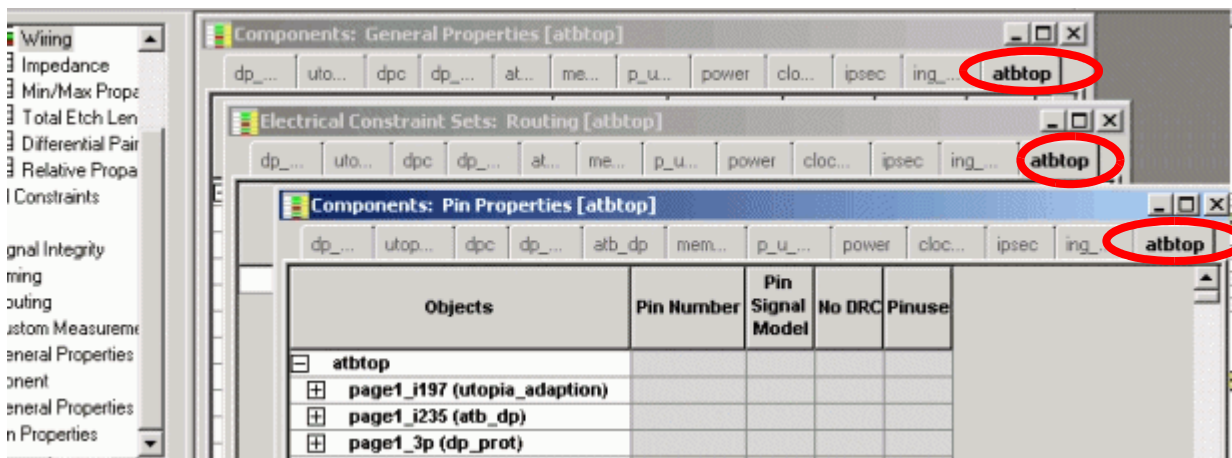 Wiring
Impedance
Min/Max Propa
Total Etch Len
Differential Pair
Relative Propa
l Constraints
gnal Integrity
ming
outing
ustom Measureme
eneral Properties
onent
eneral Properties
n Properties
Components: General Properties [atbtop]
dp_... uto... dpc dp_... at... me... p_u... power clo... ipsec ing_... atbtop
Electrical Constraint Sets: Routing [atbtop]
dp_... uto... dpc dp_... at... me... p_u... power cloc... ipsec ing_... atbtop
Components: Pin Properties [atbtop]
dp_... utop... dpc dp_... atb_dp mem... p_u_... power cloc... ipsec ing_... atbtop
Objects Pin Number Pin Signal Model No DRC Pinuse
atbtop
page1_i197 (utopia_adaption)
page1_i235 (atb_dp)
page1_3p (dp_prot)